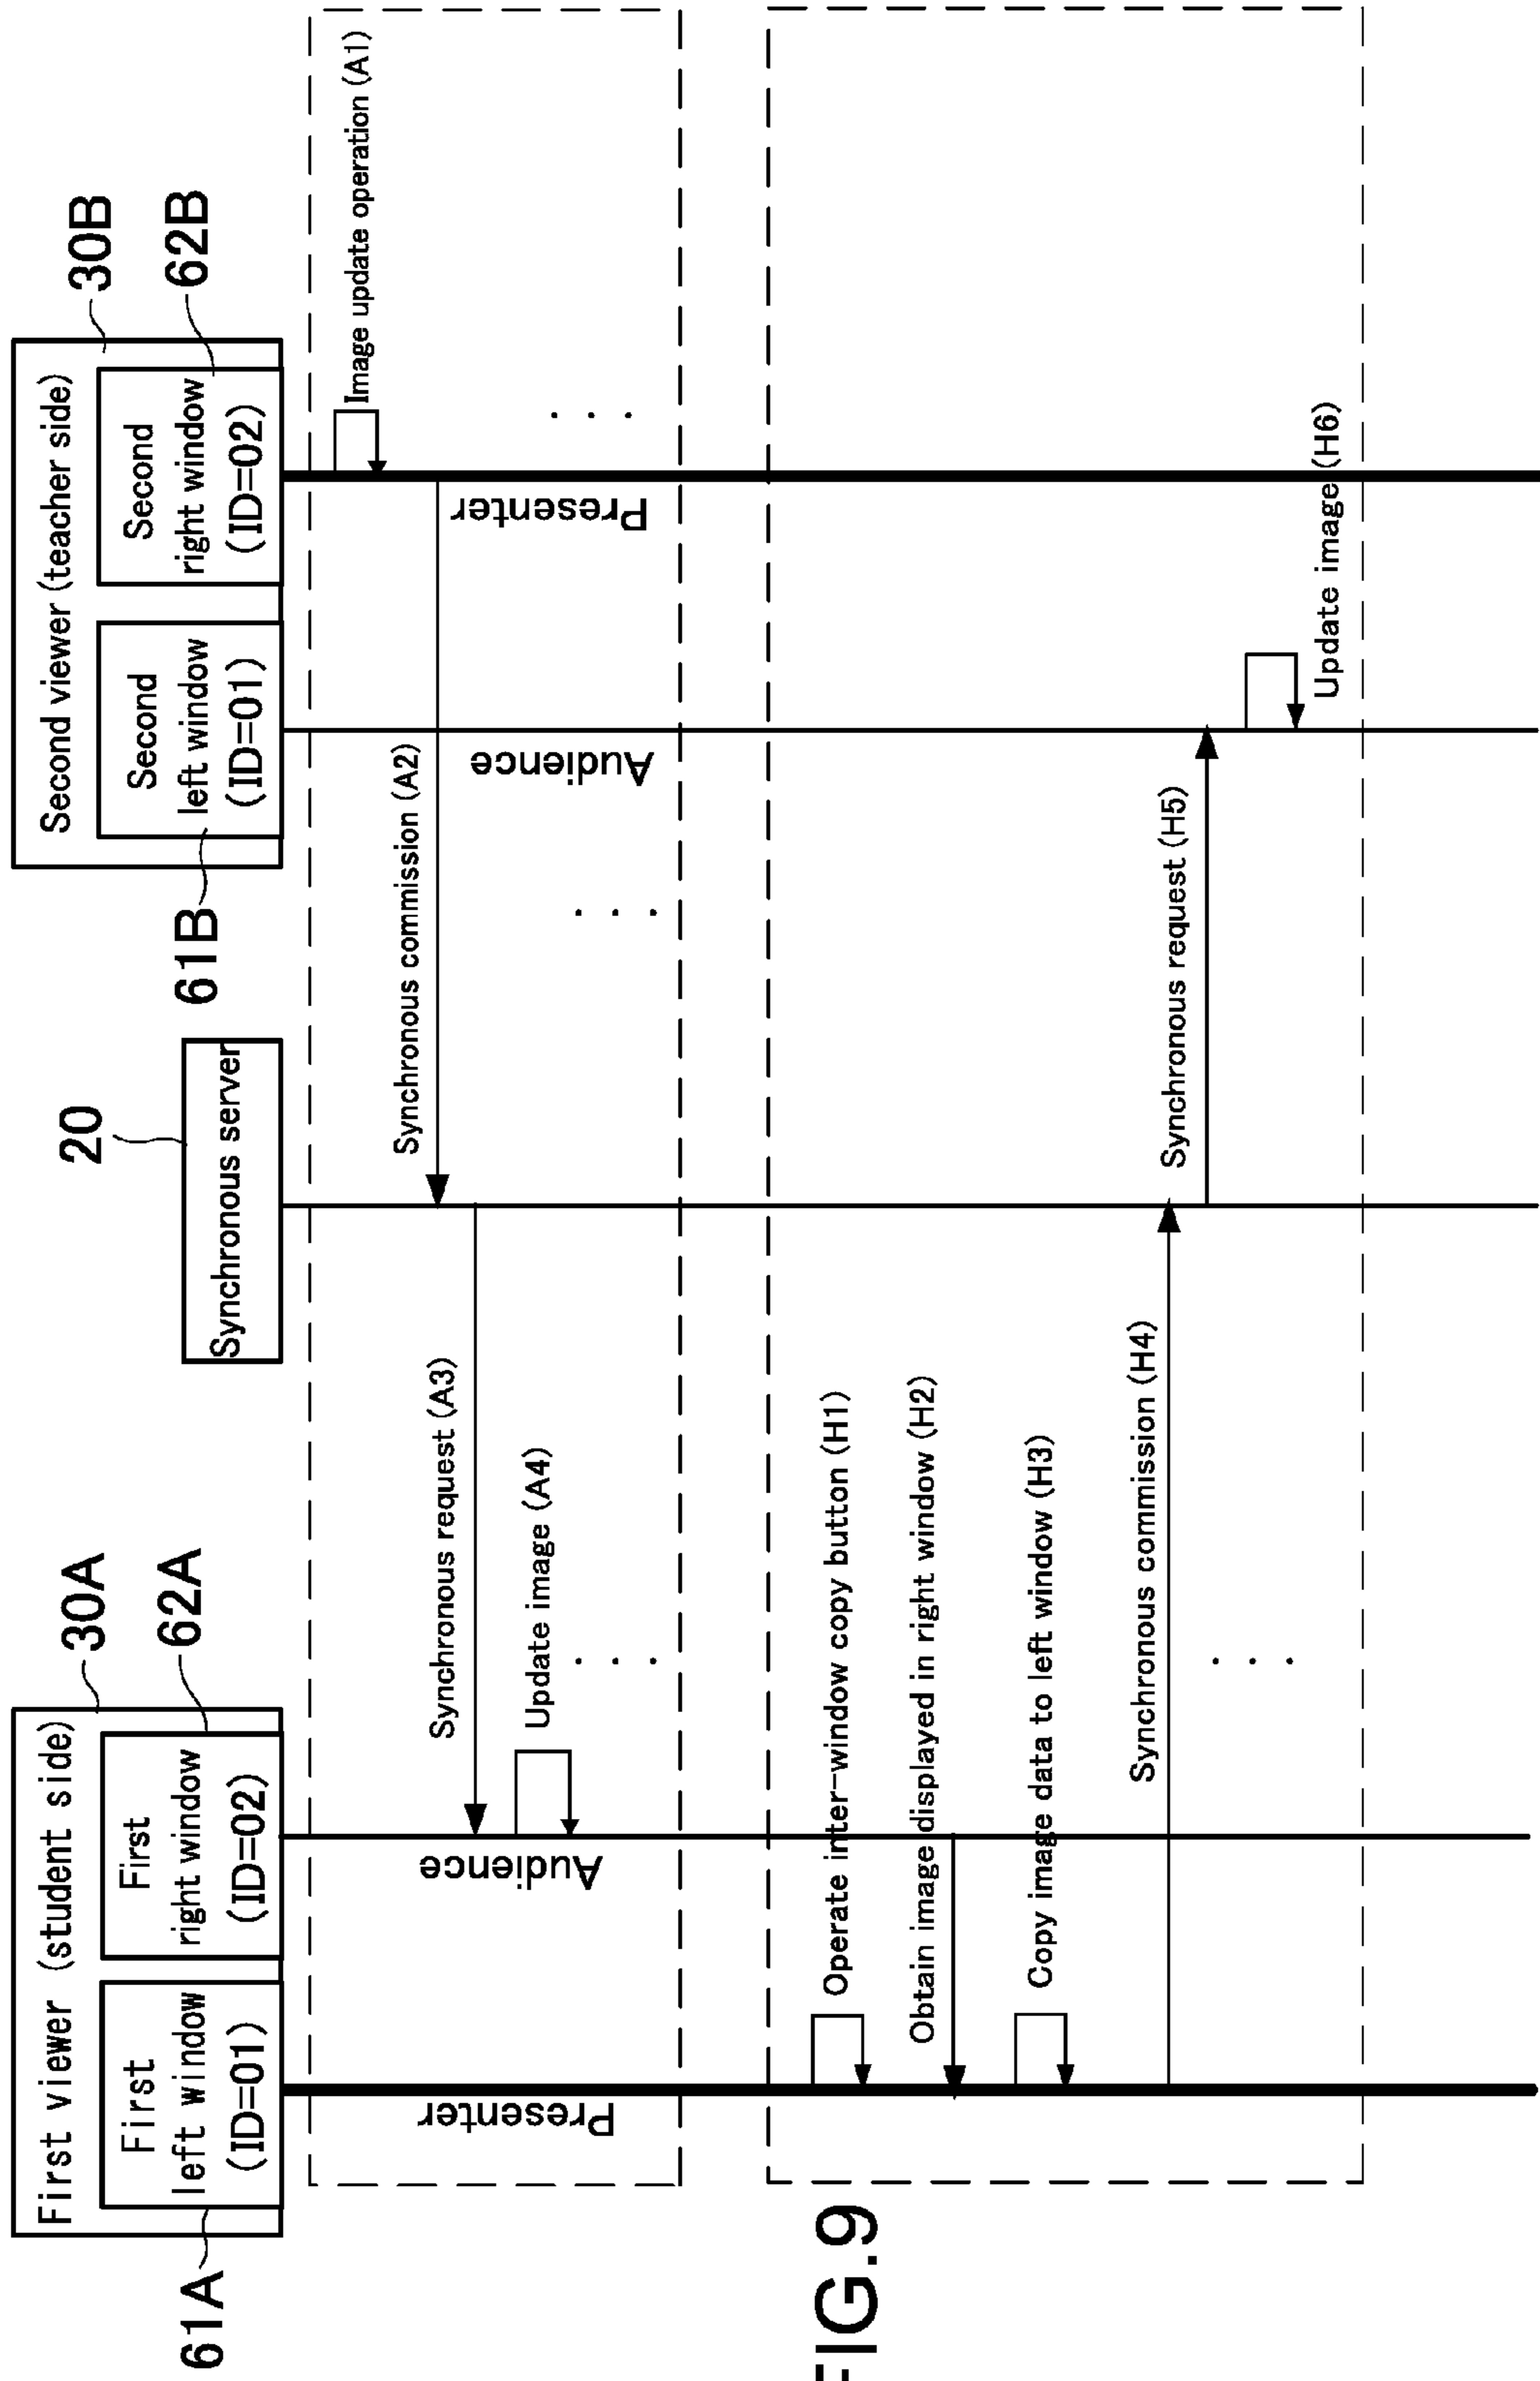 First viewer (student side)
30A
First
left window
(ID=01)
61A
First
right window
(ID=02)
62A
20
Synchronous server
Second viewer (teacher side)
30B
Second
left window
(ID=01)
61B
Second
right window
(ID=02)
62B
Image update operation (A1)
Synchronous commission (A2)
Synchronous request (A3)
Update image (A4)
Presenter
Audience
Audience
Presenter
. . .
. . .
. . .
Operate inter-window copy button (H1)
Obtain image displayed in right window (H2)
Copy image data to left window (H3)
Synchronous commission (H4)
Synchronous request (H5)
Update image (H6)
. . .
FIG.9